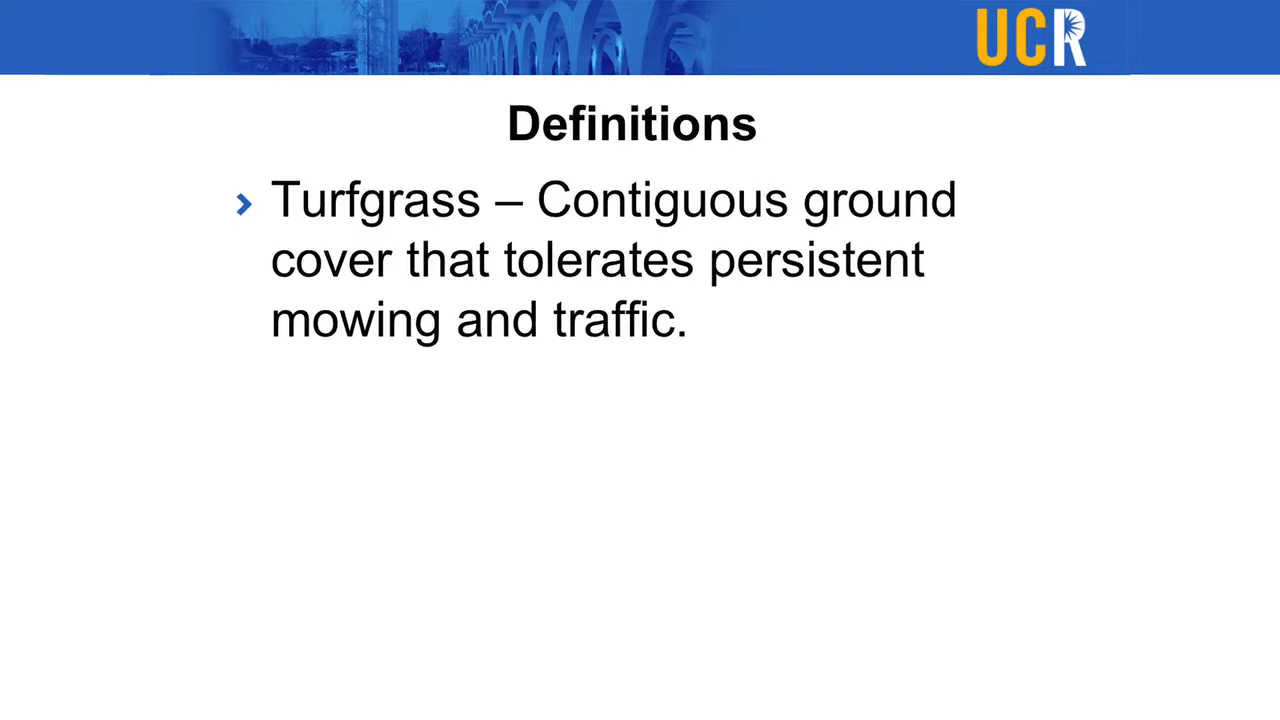 UCR
Definitions
Turfgrass – Contiguous ground
cover that tolerates persistent
mowing and traffic.